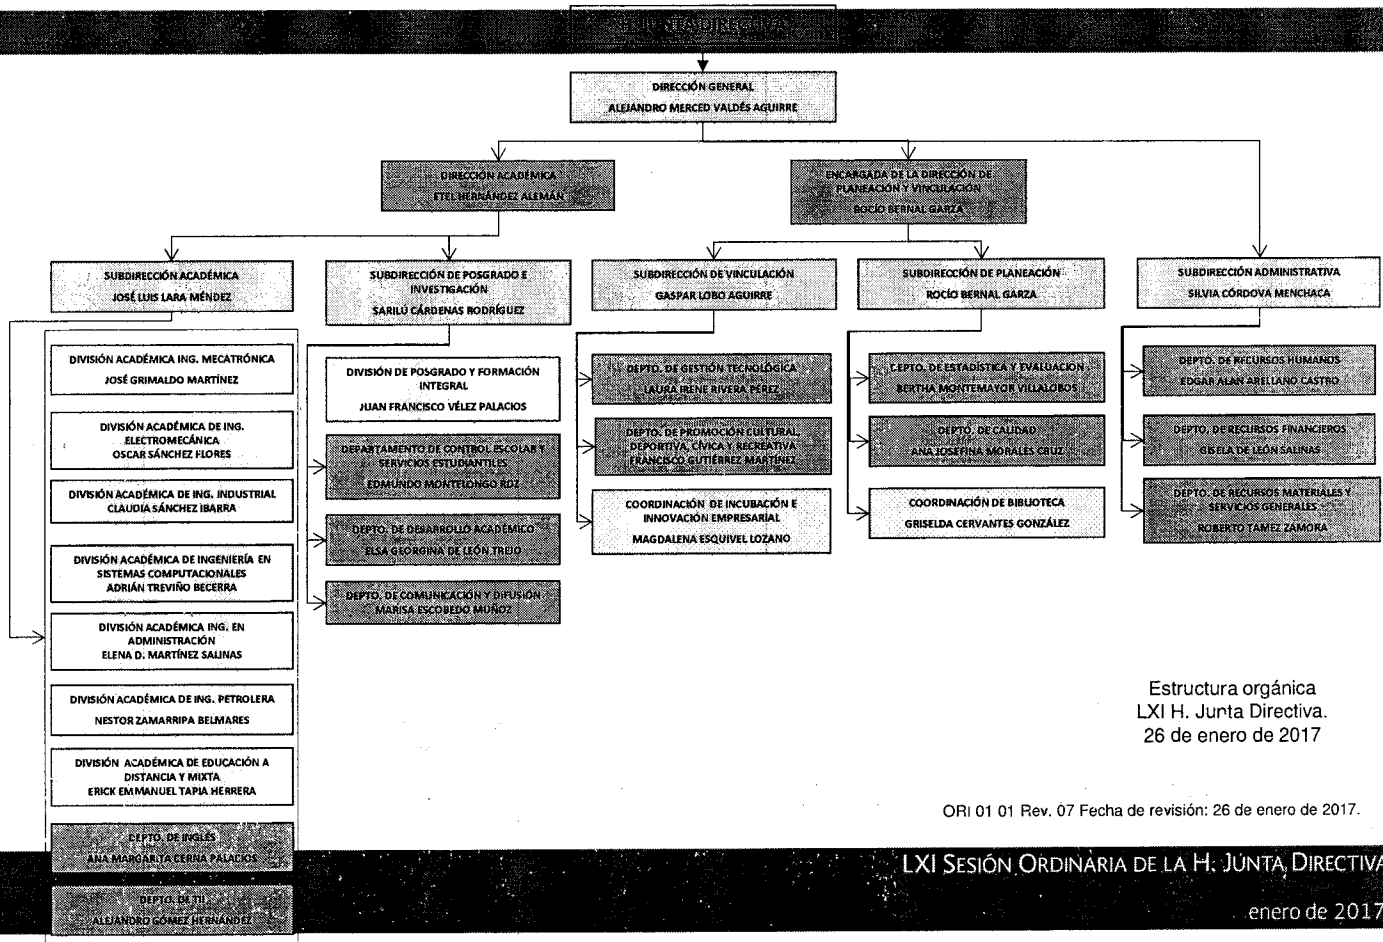 H. JUNTA DIRECTIVA
DIRECCIÓN GENERAL
ALEJANDRO MERCED VALDÉS AGUIRRE
DIRECCIÓN ACADÉMICA
ETEL HERNÁNDEZ ALEMÁN
ENCARGADA DE LA DIRECCIÓN DE
PLANEACIÓN Y VINCULACIÓN
ROCÍO BERNAL GARZA
SUBDIRECCIÓN ACADÉMICA
JOSÉ LUIS LARA MÉNDEZ
DIVISIÓN ACADÉMICA ING. MECATRÓNICA
JOSÉ GRIMALDO MARTÍNEZ
DIVISIÓN ACADÉMICA DE ING.
ELECTROMECÁNICA
OSCAR SÁNCHEZ FLORES
DIVISIÓN ACADÉMICA DE ING. INDUSTRIAL
CLAUDIA SÁNCHEZ IBARRA
DIVISIÓN ACADÉMICA DE INGENIERÍA EN
SISTEMAS COMPUTACIONALES
ADRIÁN TREVIÑO BECERRA
DIVISIÓN ACADÉMICA ING. EN
ADMINISTRACIÓN
ELENA D. MARTÍNEZ SALINAS
DIVISIÓN ACADÉMICA DE ING. PETROLERA
NESTOR ZAMARRIPA BELMARES
DIVISIÓN ACADÉMICA DE EDUCACIÓN A
DISTANCIA Y MIXTA
ERICK EMMANUEL TAPIA HERRERA
DEPTO. DE INGLÉS
ANA MARGARITA CERNA PALACIOS
DEPTO. DE TII
ALEJANDRO GÓMEZ HERNÁNDEZ
SUBDIRECCIÓN DE POSGRADO E
INVESTIGACIÓN
SARILÚ CÁRDENAS RODRÍGUEZ
DIVISIÓN DE POSGRADO Y FORMACIÓN
INTEGRAL
JUAN FRANCISCO VÉLEZ PALACIOS
DEPARTAMENTO DE CONTROL ESCOLAR Y
SERVICIOS ESTUDIANTILES
EDMUNDO MONTELONGO RUZ
DEPTO. DE DESARROLLO ACADÉMICO
ELSA GEORGINA DE LEÓN TREJO
DEPTO. DE COMUNICACIÓN Y DIFUSIÓN
MARISA ESCOBEDO MUÑOZ
SUBDIRECCIÓN DE VINCULACIÓN
GASPAR LOBO AGUIRRE
DEPTO. DE GESTIÓN TECNOLÓGICA
LAURA IRENE RIVERA PÉREZ
DEPTO. DE PROMOCIÓN CULTURAL,
DEPORTIVA, CÍVICA Y RECREATIVA
FRANCISCO GUTIÉRREZ MARTÍNEZ
COORDINACIÓN DE INCUBACIÓN E
INNOVACIÓN EMPRESARIAL
MAGDALENA ESQUIVEL LOZANO
SUBDIRECCIÓN DE PLANEACIÓN
ROCÍO BERNAL GARZA
DEPTO. DE ESTADÍSTICA Y EVALUACIÓN
BERTHA MONTEMAYOR VILLALOBOS
DEPTO. DE CALIDAD
ANA JOSEFINA MORALES CRUZ
COORDINACIÓN DE BIBLIOTECA
GRISELDA CERVANTES GONZÁLEZ
SUBDIRECCIÓN ADMINISTRATIVA
SILVIA CÓRDOVA MENCHACA
DEPTO. DE RECURSOS HUMANOS
EDGAR ALAN ARELLANO CASTRO
DEPTO. DE RECURSOS FINANCIEROS
GISELA DE LEÓN SALINAS
DEPTO. DE RECURSOS MATERIALES Y
SERVICIOS GENERALES
ROBERTO TAMEZ ZAMORA
Estructura orgánica
LXI H. Junta Directiva.
26 de enero de 2017
ORI 01 01 Rev. 07 Fecha de revisión: 26 de enero de 2017.
LXI SESIÓN ORDINARIA DE LA H. JUNTA DIRECTIVA
enero de 2017